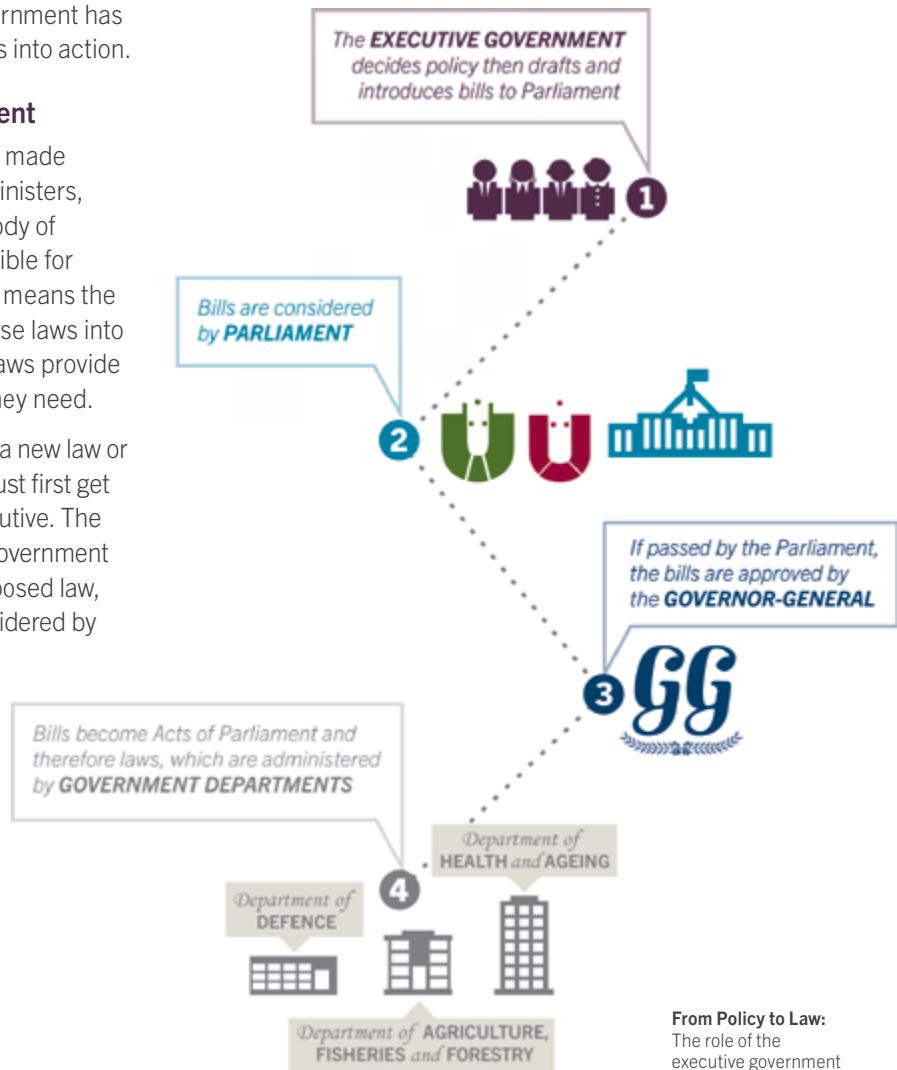 ernment has
s into action.
ent
made
inisters,
ody of
ible for
means the
se laws into
aws provide
hey need.
a new law or
ust first get
utive. The
overnment
posed law,
idered by
The EXECUTIVE GOVERNMENT
decides policy then drafts and
introduces bills to Parliament
1
Bills are considered
by PARLIAMENT
2
If passed by the Parliament,
the bills are approved by
the GOVERNOR-GENERAL
3
GG
Bills become Acts of Parliament and
therefore laws, which are administered
by GOVERNMENT DEPARTMENTS
4
Department of
HEALTH and AGEING
Department of
DEFENCE
Department of AGRICULTURE,
FISHERIES and FORESTRY
From Policy to Law:
The role of the
executive government